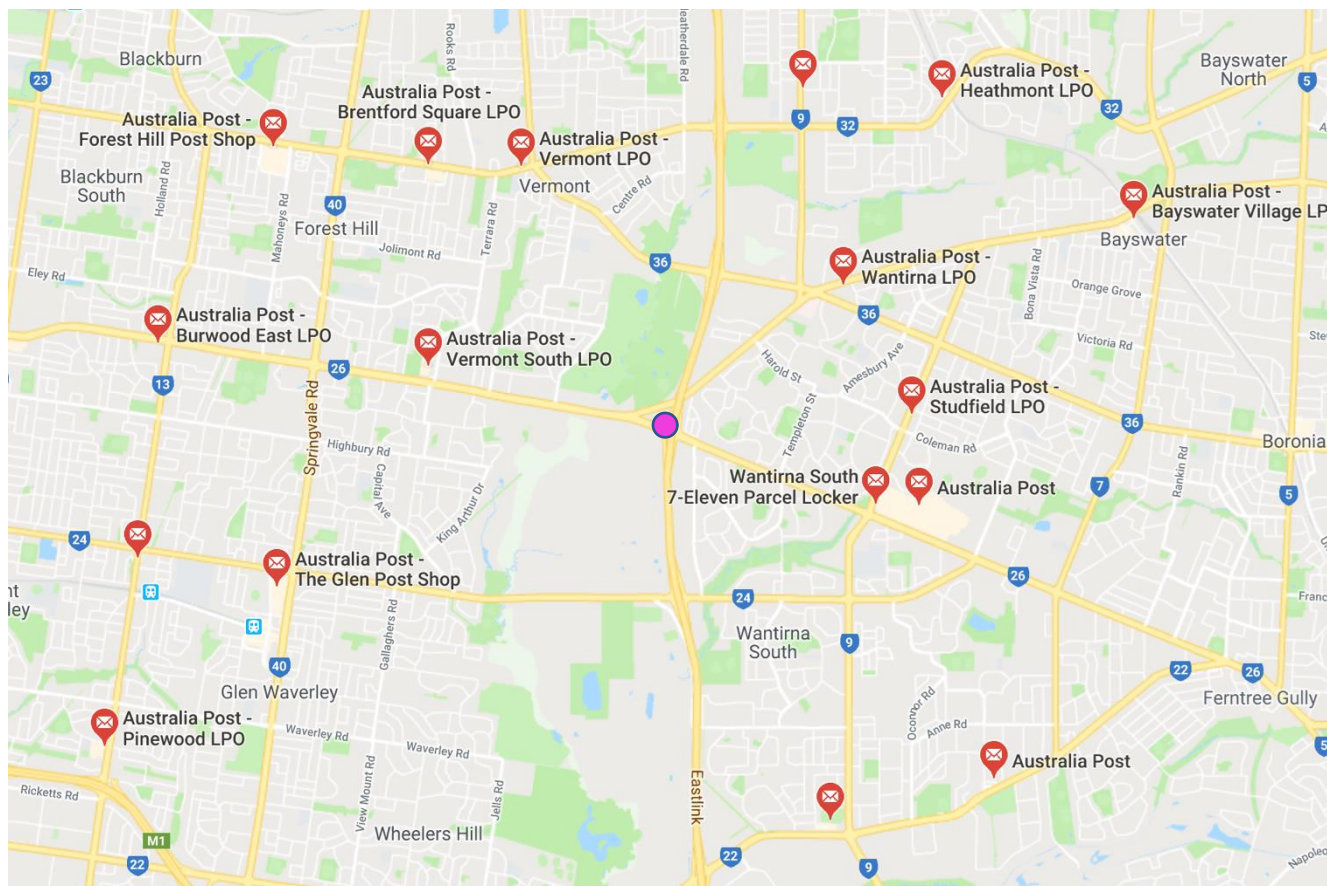 Blackburn
Rooks Rd
Bayswater
North
23
5
Australia Post -
Heathmont LPO
Australia Post -
Brentford Square LPO
32
9
32
Australia Post -
Forest Hill Post Shop
Australia Post -
Vermont LPO
Blackburn
South
Holland Rd
Vermont
Centre Rd
Australia Post -
Bayswater Village LP
40
Mahoneys Rd
Forest Hill
Terrara Rd
Bayswater
Jolimont Rd
36
Australia Post -
Wantirna LPO
Eley Rd
Bona Vista Rd
Orange Grove
36
Australia Post -
Burwood East LPO
Australia Post -
Vermont South LPO
Victoria Rd
26
Harold St
Amesbury Ave
13
Australia Post -
Studfield LPO
Springvale Rd
Templeton St
36
Highbury Rd
Coleman Rd
Boronia
Capital Ave
Rankin Rd
Wantirna South
7-Eleven Parcel Locker
Australia Post
7
5
King Arthur Dr
24
Australia Post -
The Glen Post Shop
26
24
Gallaghers Rd
Wantirna
South
9
40
22
26
Glen Waverley
Ferntree Gully
Oconnor Rd
Australia Post -
Pinewood LPO
Anne Rd
Waverley Rd
Waverley Rd
5
Australia Post
Eastlink
Ricketts Rd
View Mount Rd
Jells Rd
Wheelers Hill
M1
22
22
9